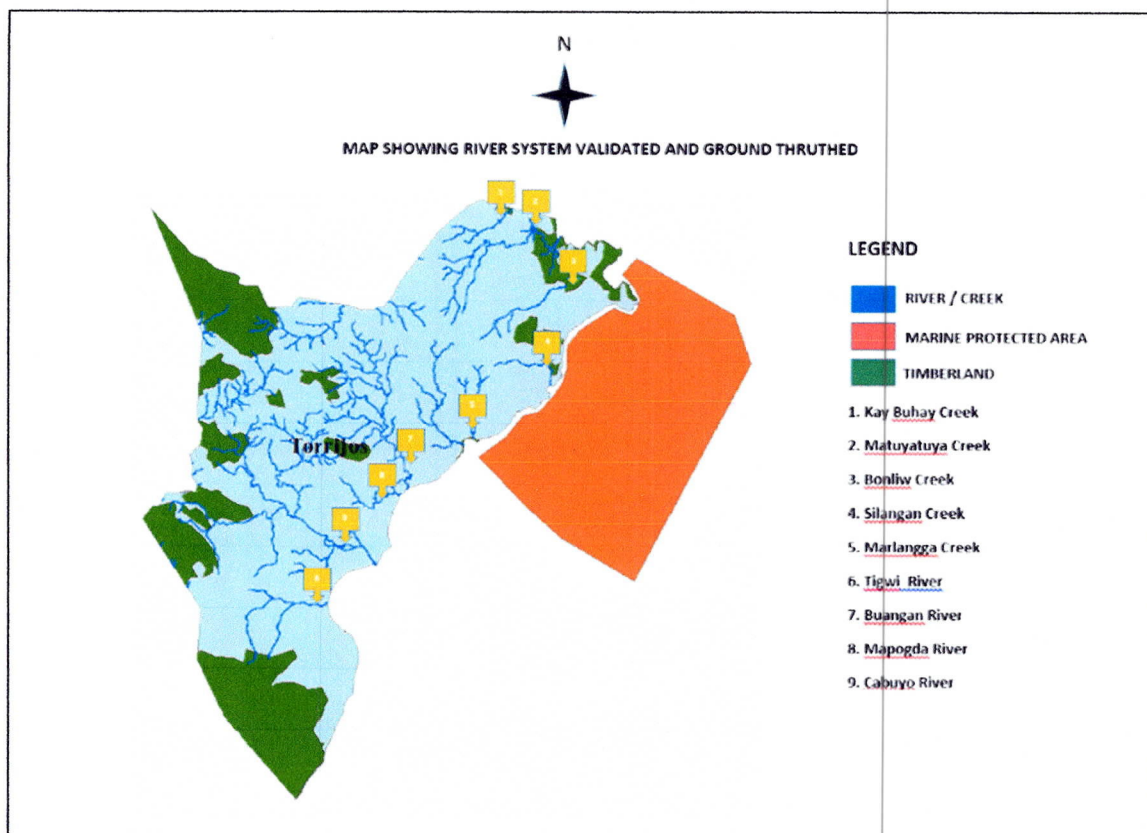 N
MAP SHOWING RIVER SYSTEM VALIDATED AND GROUND THRUTHED
LEGEND
RIVER / CREEK
MARINE PROTECTED AREA
TIMBERLAND
1. Kay Buhay Creek
2. Matuyatuya Creek
3. Bonliw Creek
4. Silangan Creek
5. Marlangga Creek
6. Tigwi River
7. Buangan River
8. Mapogda River
9. Cabuyo River
Torrijos
7